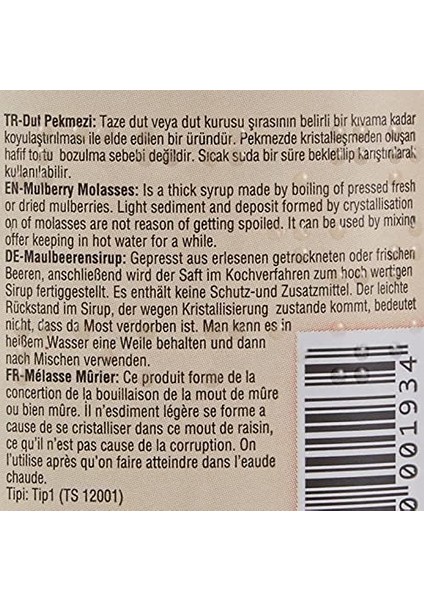 TR-Dut Pekmezi: Taze dut veya dut kurusu şırasının belirli bir kıvama kadar
koyulaştırılması ile elde edilen bir üründür. Pekmezde kristalleşmeden oluşan
hafif tortu bozulma sebebi değildir. Sıcak suda bir süre bekletilip karıştırılarak
kullanılabilir.
EN-Mulberry Molasses: Is a thick syrup made by boiling of pressed fresh
or dried mulberries. Light sediment and deposit formed by crystallisation
on of molasses are not reason of getting spoiled. It can be used by mixing
offer keeping in hot water for a while.
DE-Maulbeerensirup: Gepresst aus erlesenen getrockneten oder frischen
Beeren, anschließend wird der Saft im Kochverfahren zum hoch wertigen
Sirup fertiggestellt. Es enthält keine Schutz-und Zusatzmittel. Der leichte
Rückstand im Sirup, der wegen Kristallisierung zustande kommt, bedeutet
nicht, dass da Most verdorben ist. Man kann es in
heißem Wasser eine Weile behalten und dann
nach Mischen verwenden.
FR-Mélasse Mûrier: Ce produit forme de la
concertion de la bouillaison de la mout de mûre
ou bien mûre. İl n'esdiment légère se forme a
cause de se cristalliser dans ce mout de raisin,
ce qu'il n'est pas cause de la corruption. On
l'utilise après qu'on faire atteindre dans l'eaude
chaude.
Tipi: Tip1 (TS 12001)
0 001934